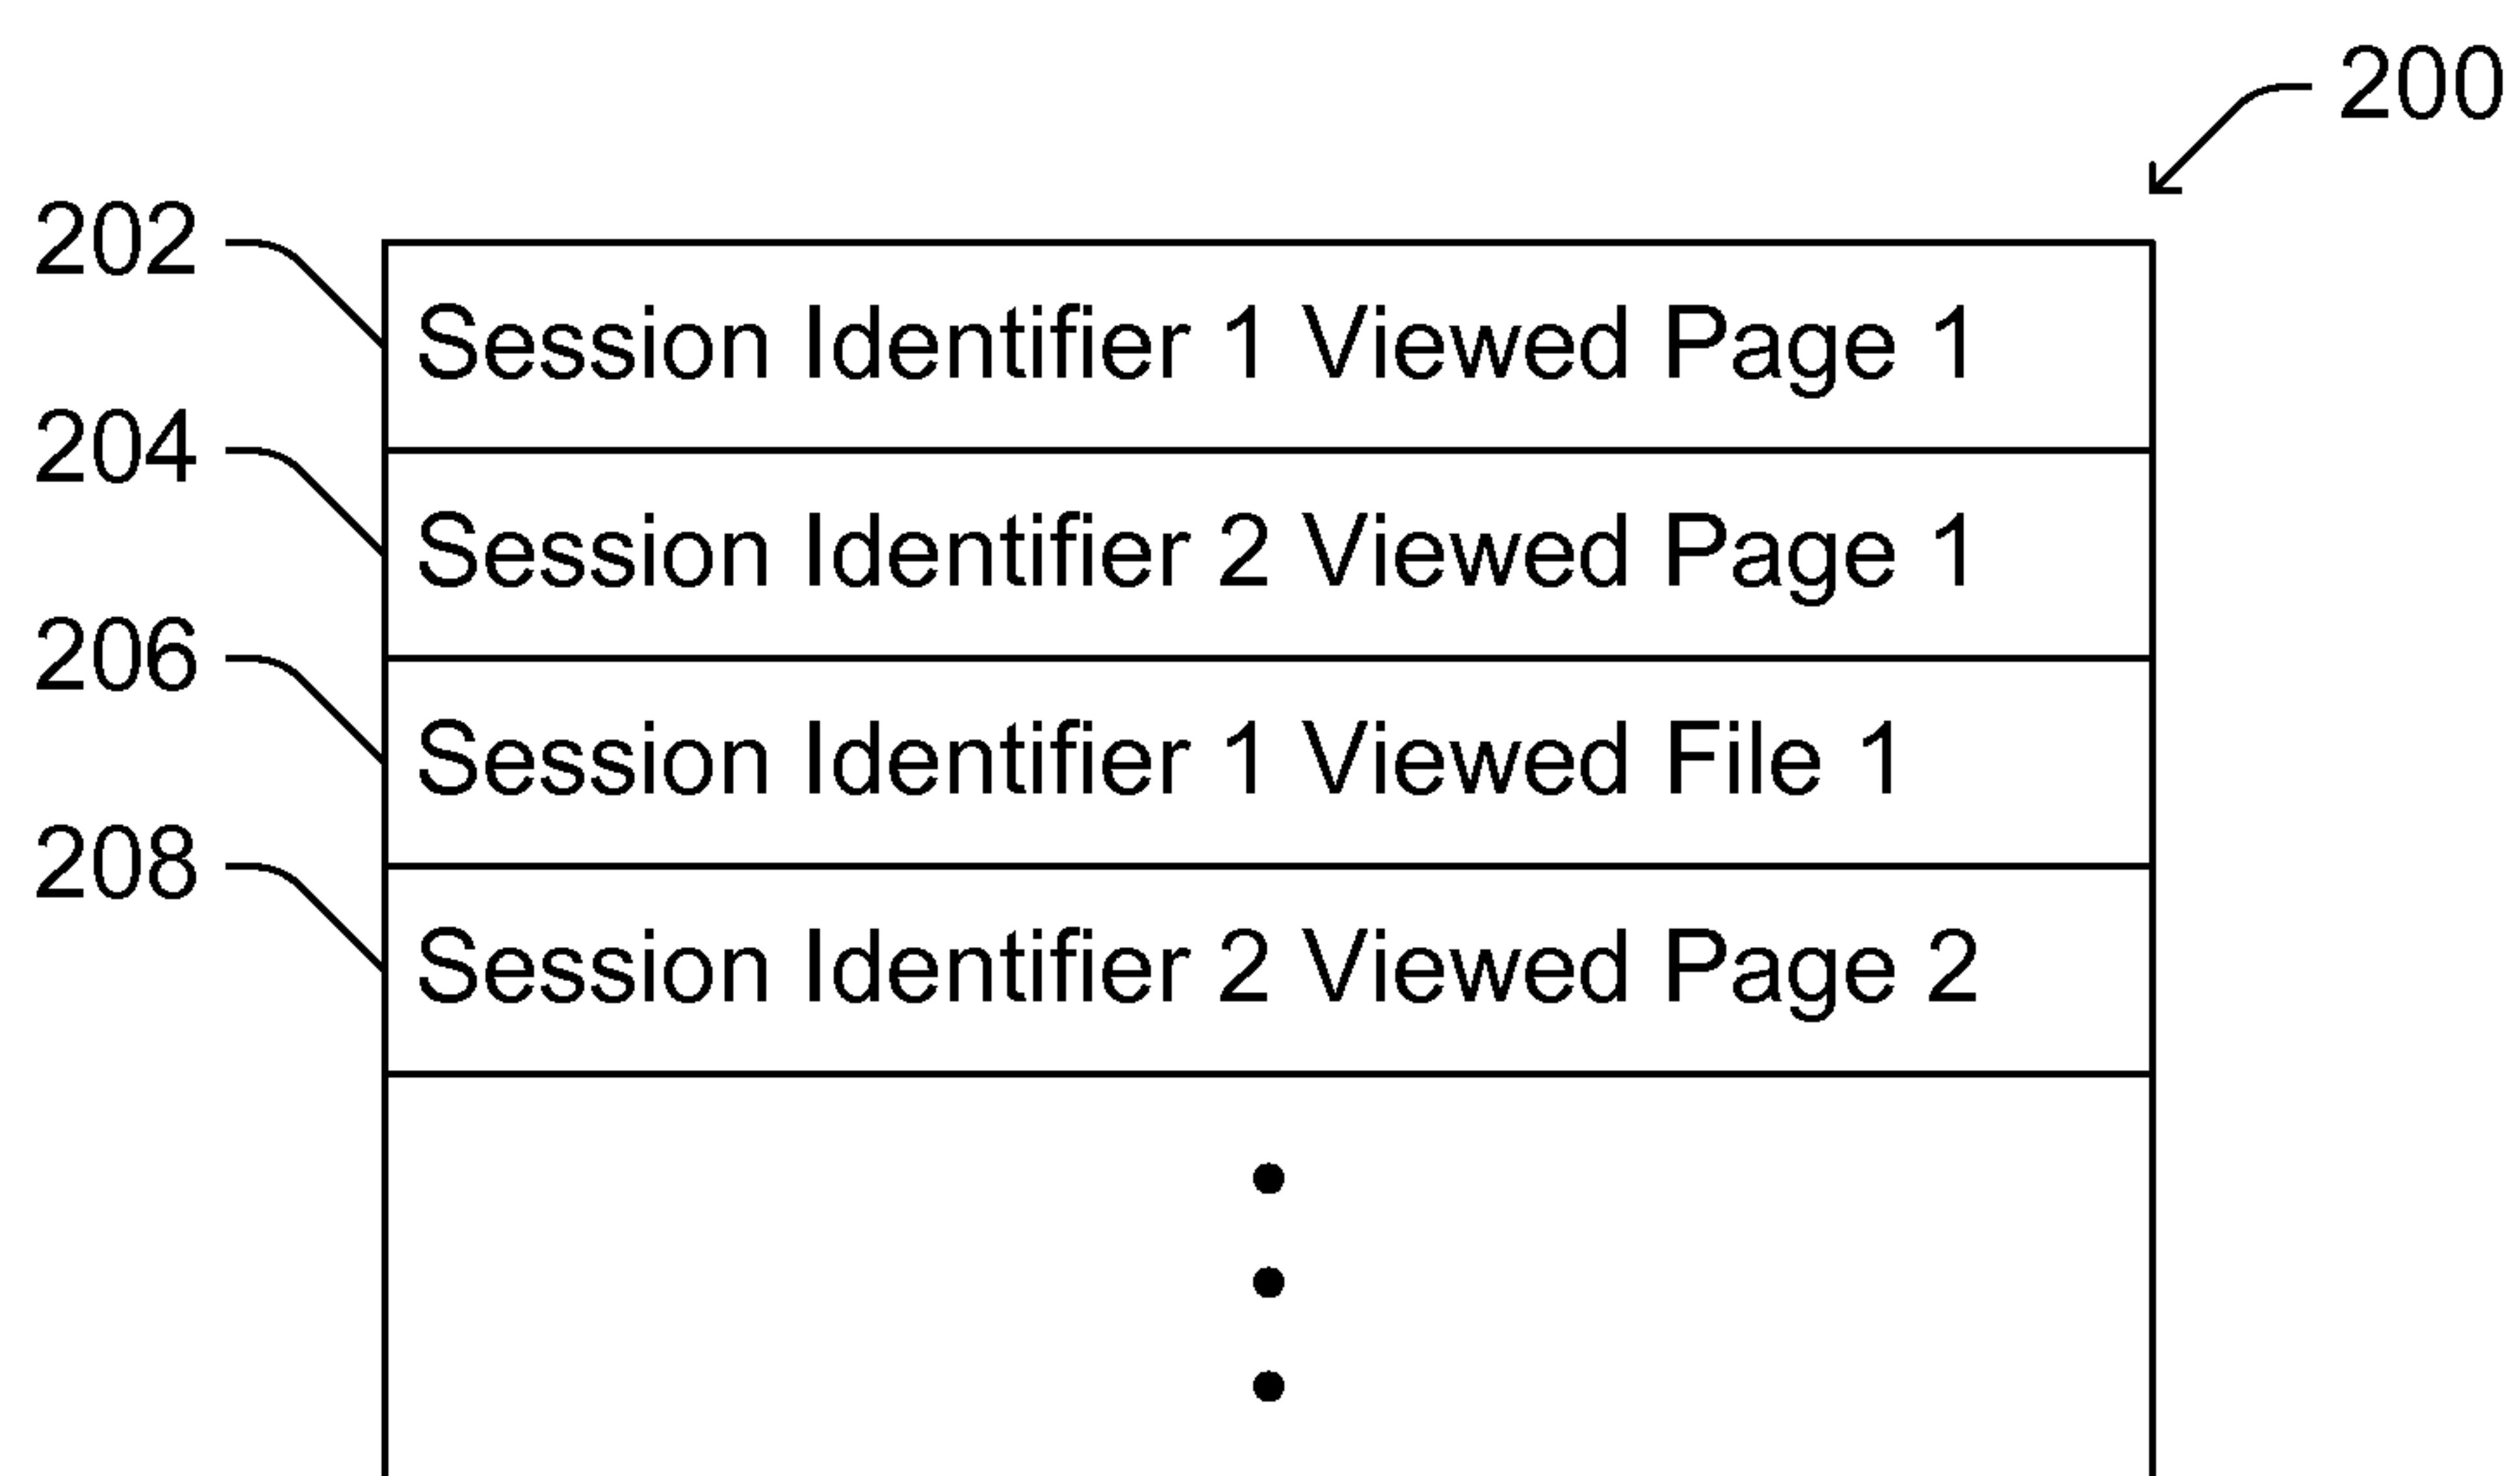 200
202
Session Identifier 1 Viewed Page 1
204
Session Identifier 2 Viewed Page 1
206
Session Identifier 1 Viewed File 1
208
Session Identifier 2 Viewed Page 2